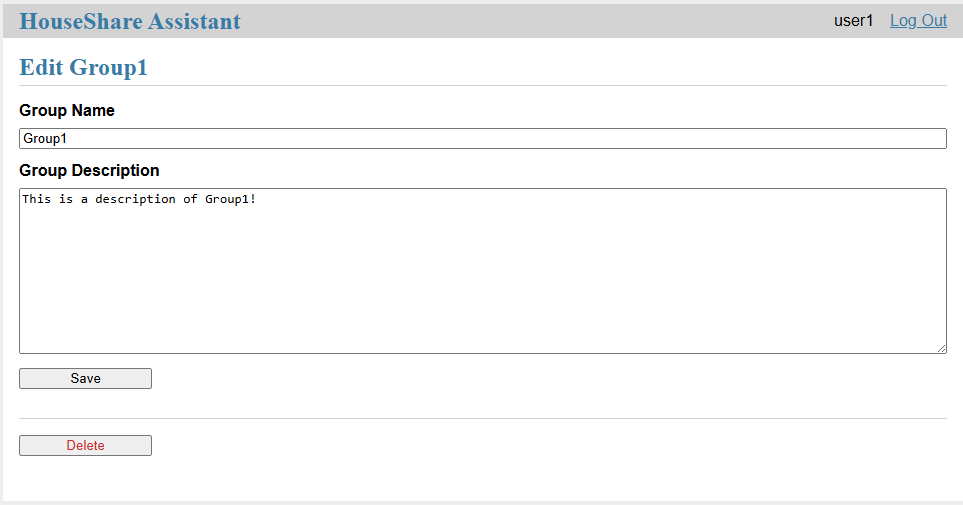 HouseShare Assistant user1 Log Out
Edit Group1
Group Name
Group1
Group Description
This is a description of Group1!
Save
Delete